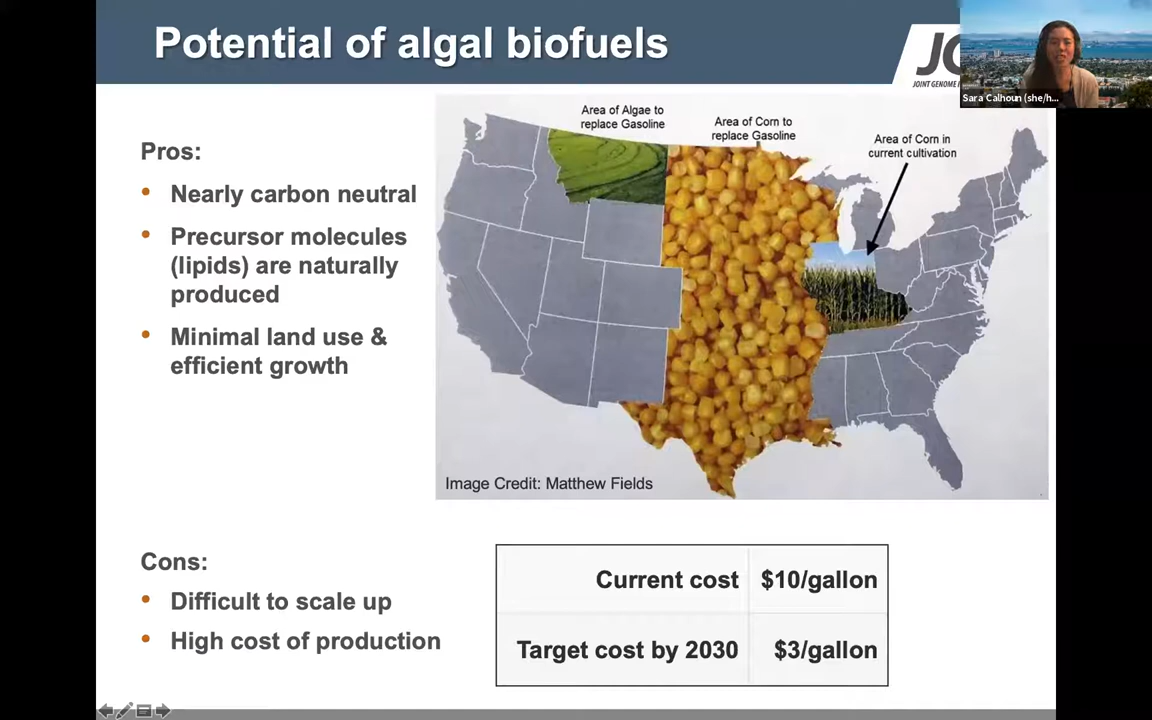 Potential of algal biofuels
JOINT GENOME
Sara Calhoun (she/h...
Pros:
• Nearly carbon neutral
• Precursor molecules
(lipids) are naturally
produced
• Minimal land use &
efficient growth
Area of Algae to
replace Gasoline
Area of Corn to
replace Gasoline
Area of Corn in
current cultivation
Image Credit: Matthew Fields
Cons:
• Difficult to scale up
• High cost of production
Current cost $10/gallon
Target cost by 2030 $3/gallon